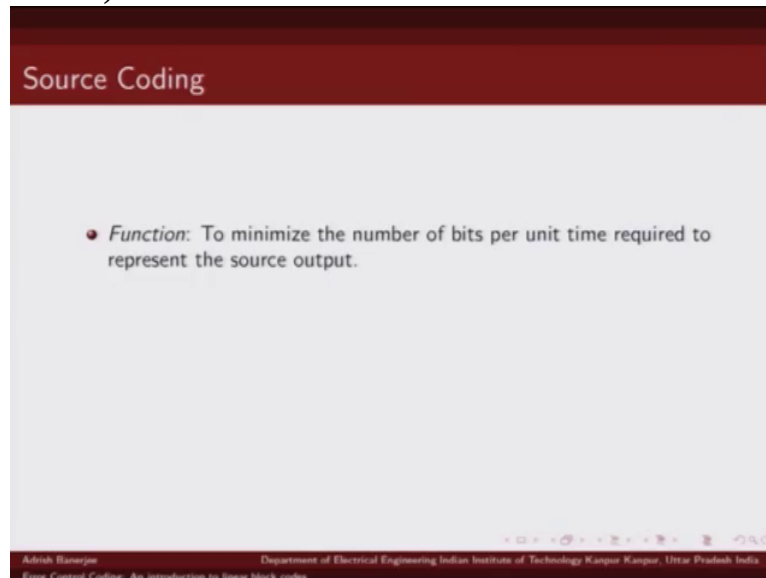 Source Coding
Function: To minimize the number of bits per unit time required to
represent the source output.
Adrish Banerjee
Department of Electrical Engineering Indian Institute of Technology Kanpur Kanpur, Uttar Pradesh India
Error Control Coding: An introduction to linear block codes